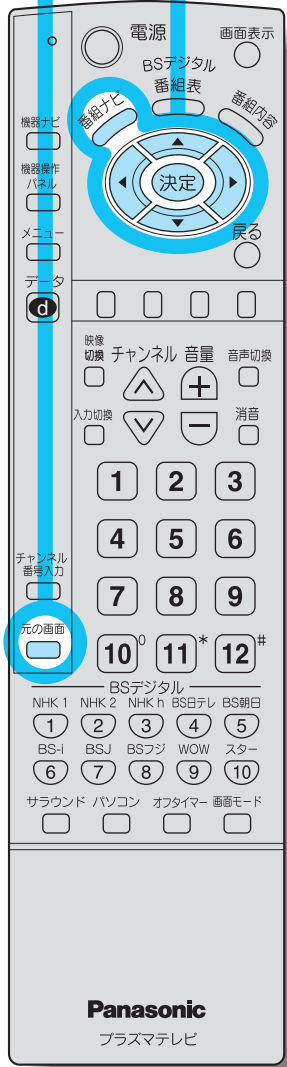 電源
画面表示
BSデジタル
番組表
番組ナビ
番組内容
機器ナビ
決定
機器操作
パネル
メニュー
戻る
データ
d
映像
切換
チャンネル
音量
音声切換
入力切換
消音
1
2
3
4
5
6
チャンネル
番号入力
7
8
9
元の画面
10 0
11 *
12 #
BSデジタル
NHK 1 NHK 2 NHK h BS日テレ BS朝日
1 2 3 4 5
BS-i BSJ BSフジ WOW スター
6 7 8 9 10
サラウンド パソコン オフタイマー 画面モード
Panasonic
プラズマテレビ